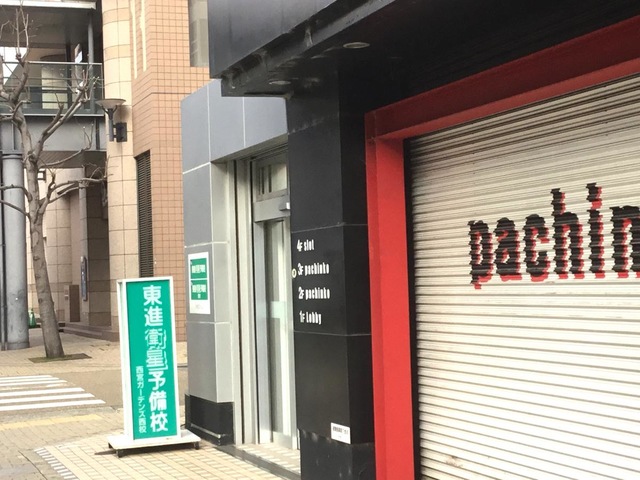 東進衛星予備校
西宮ガーデンズ西校
4F slot
3F pachinko
2F pachinko
1F Lobby
pachin